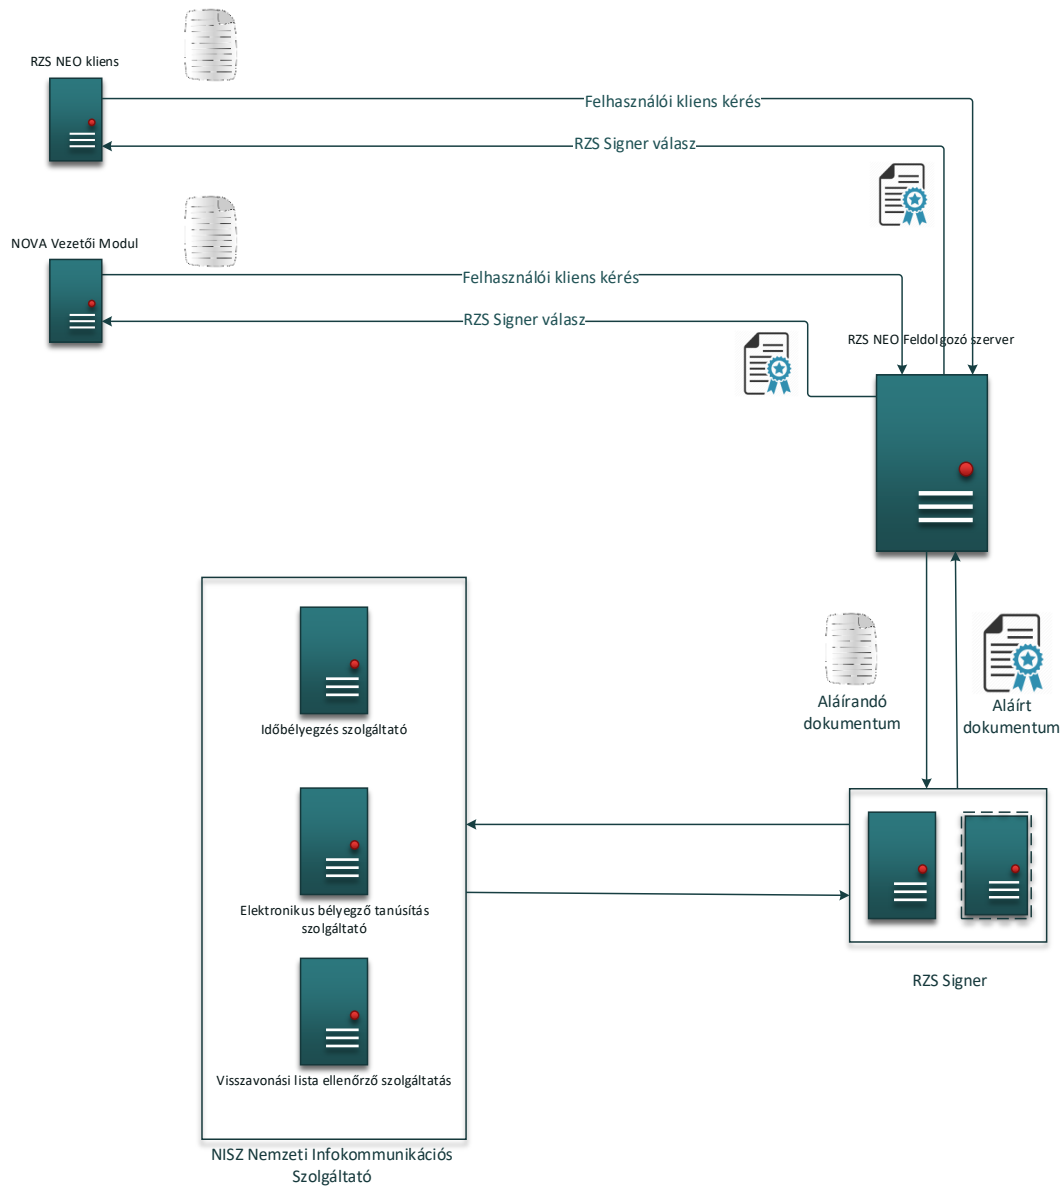 RZS NEO kliens
Felhasználói kliens kérés
RZS Signer válasz
NOVA Vezetői Modul
Felhasználói kliens kérés
RZS Signer válasz
RZS NEO Feldolgozó szerver
Aláírandó
dokumentum
Aláírt
dokumentum
Időbélyegzés szolgáltató
Elektronikus bélyegző tanúsítás
szolgáltató
RZS Signer
Visszavonási lista ellenőrző szolgáltatás
NISZ Nemzeti Infokommunikációs
Szolgáltató